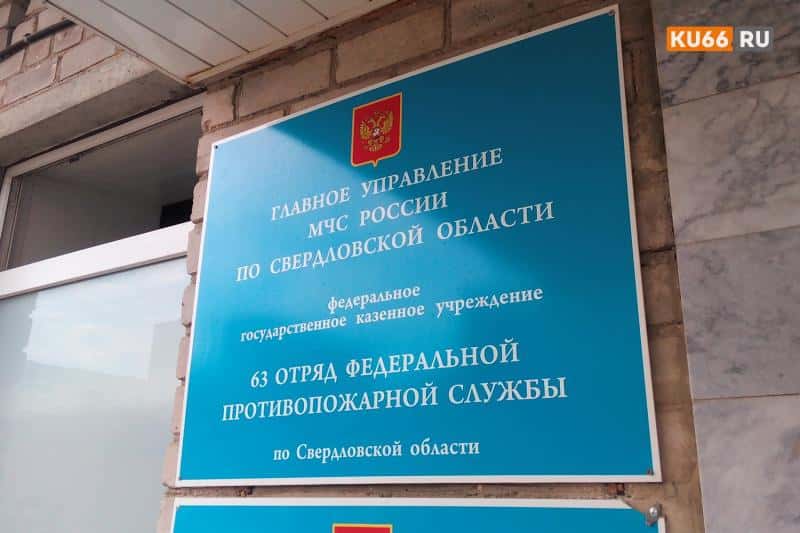 KU66 RU
ГЛАВНОЕ УПРАВЛЕНИЕ
МЧС РОССИИ
ПО СВЕРДЛОВСКОЙ ОБЛАСТИ
федеральное
государственное казенное учреждение
63 ОТРЯД ФЕДЕРАЛЬНОЙ
ПРОТИВОПОЖАРНОЙ СЛУЖБЫ
по Свердловской области